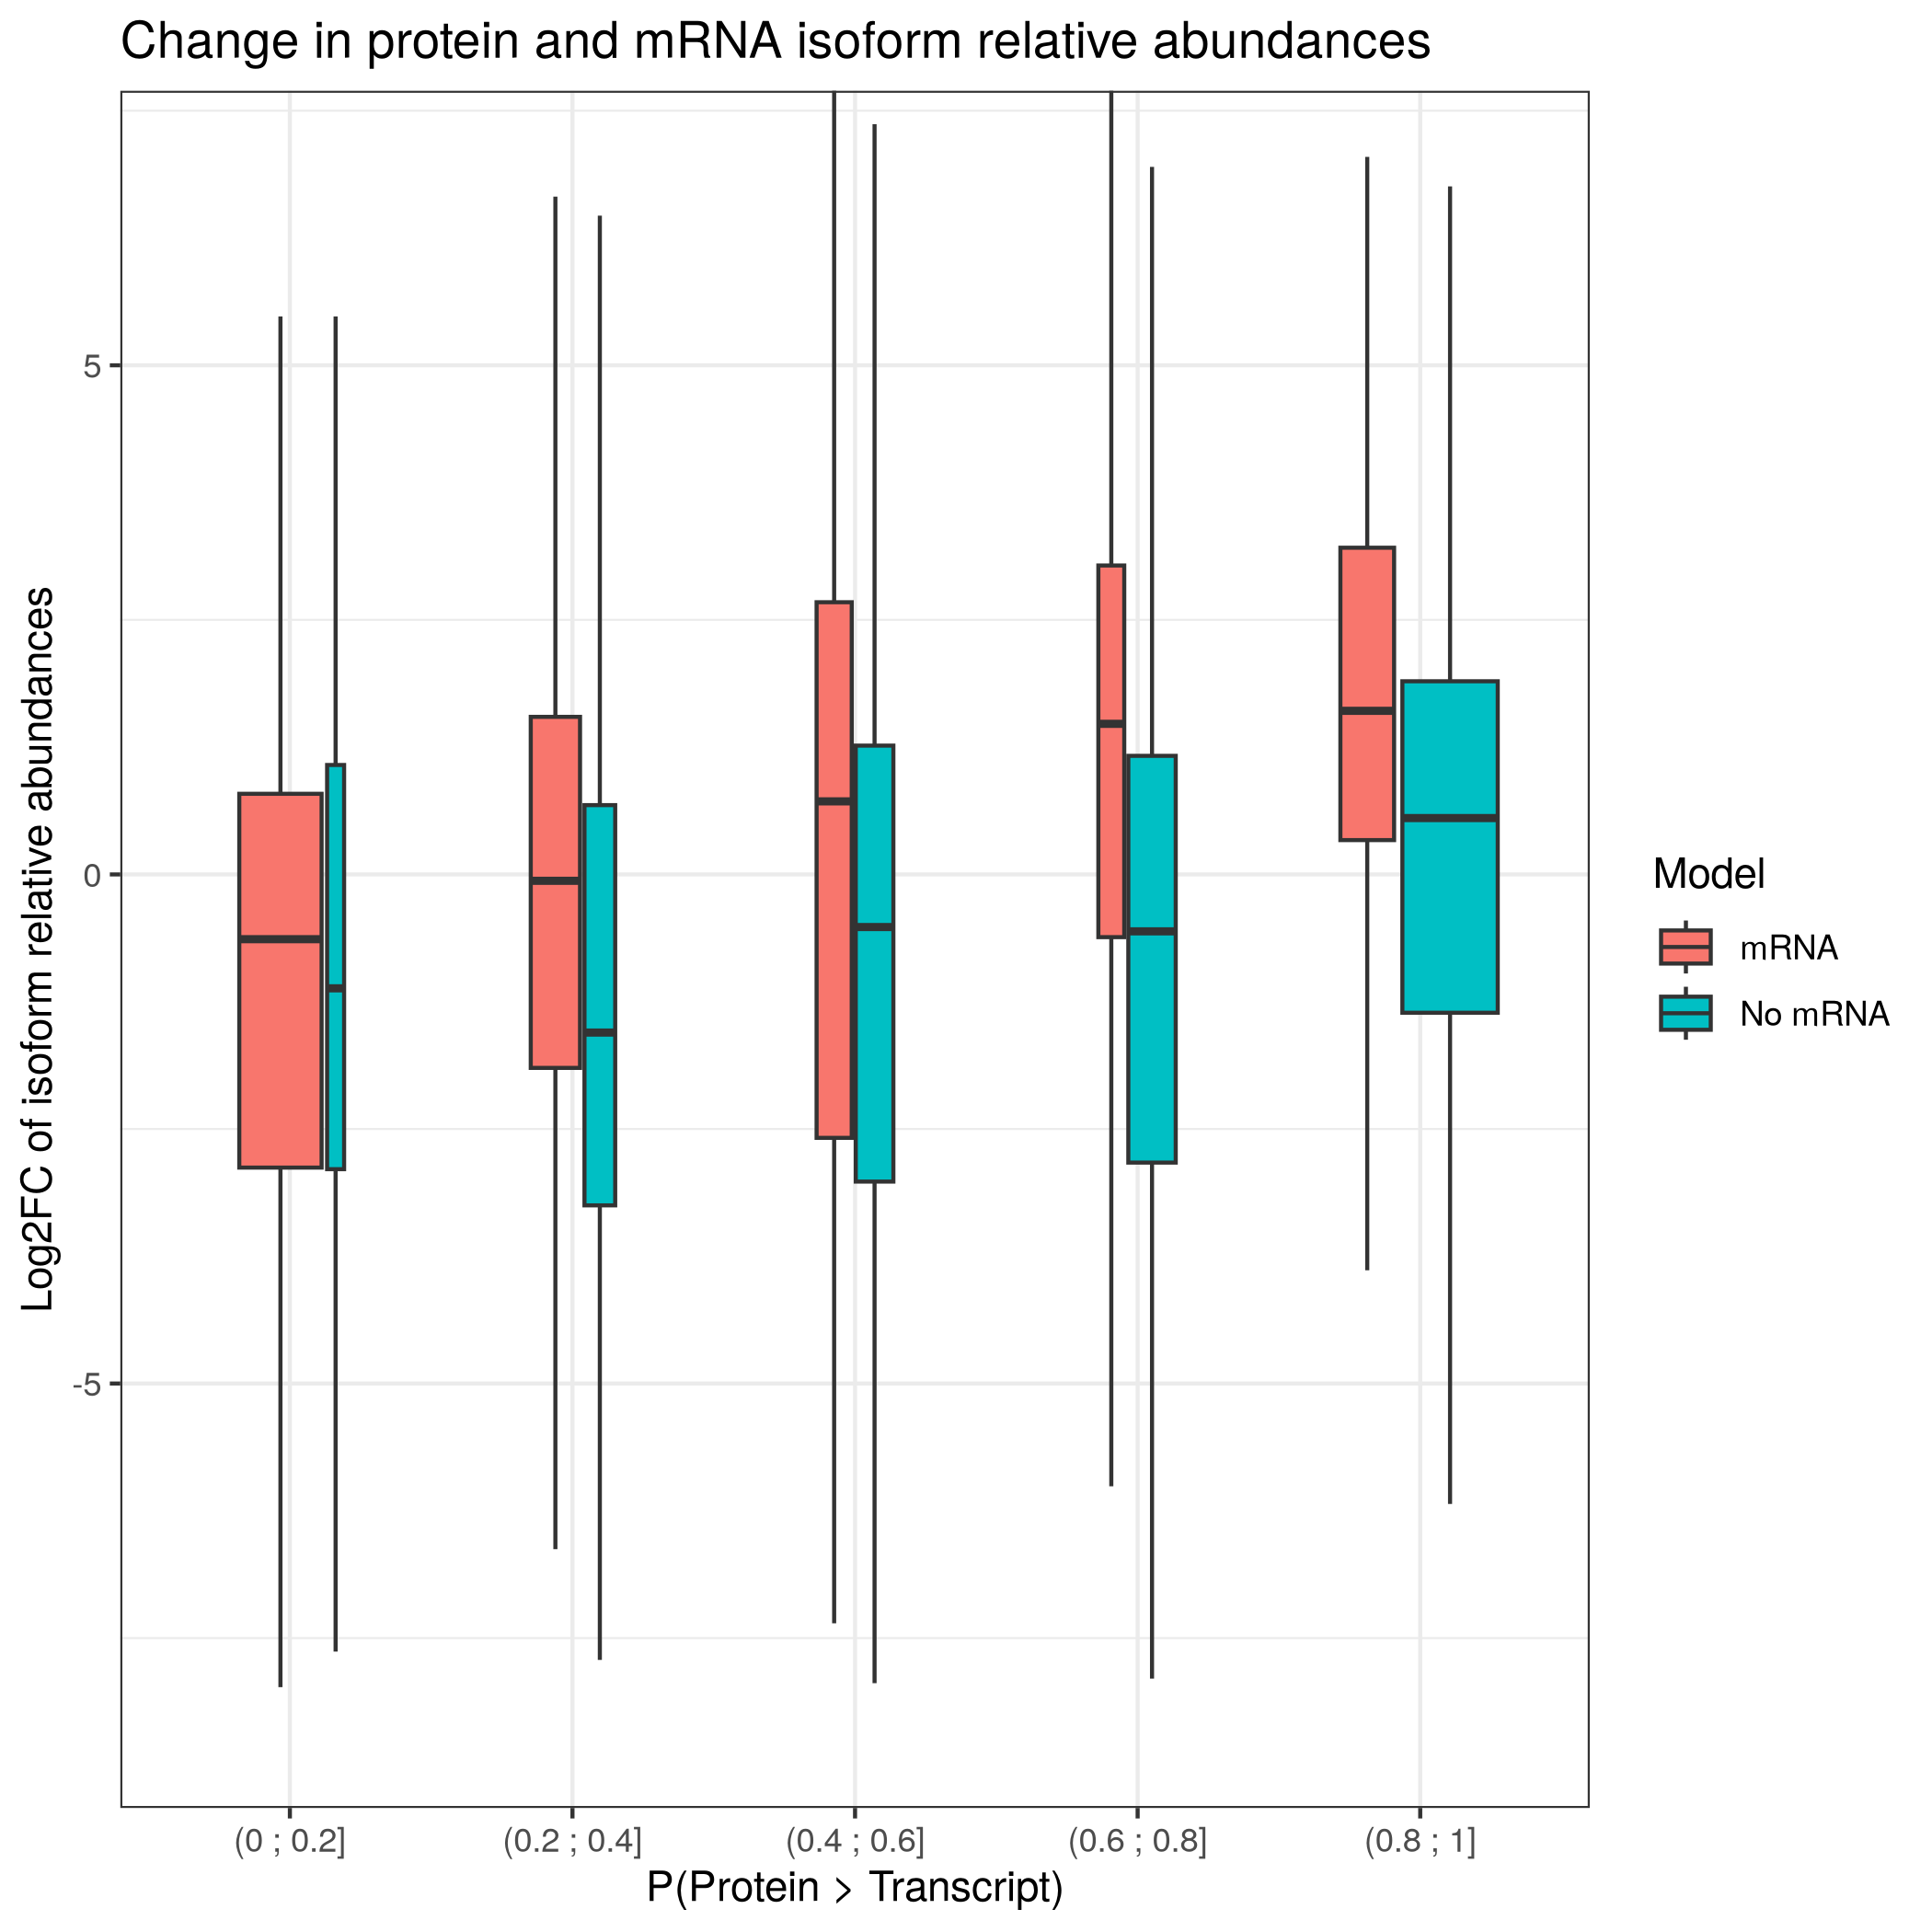 Change in protein and mRNA isoform relative abundances
Log2FC of isoform relative abundances
5
0
-5
(0 ; 0.2]
(0.2 ; 0.4]
(0.4 ; 0.6]
(0.6 ; 0.8]
(0.8 ; 1]
P(Protein > Transcript)
Model
mRNA
No mRNA